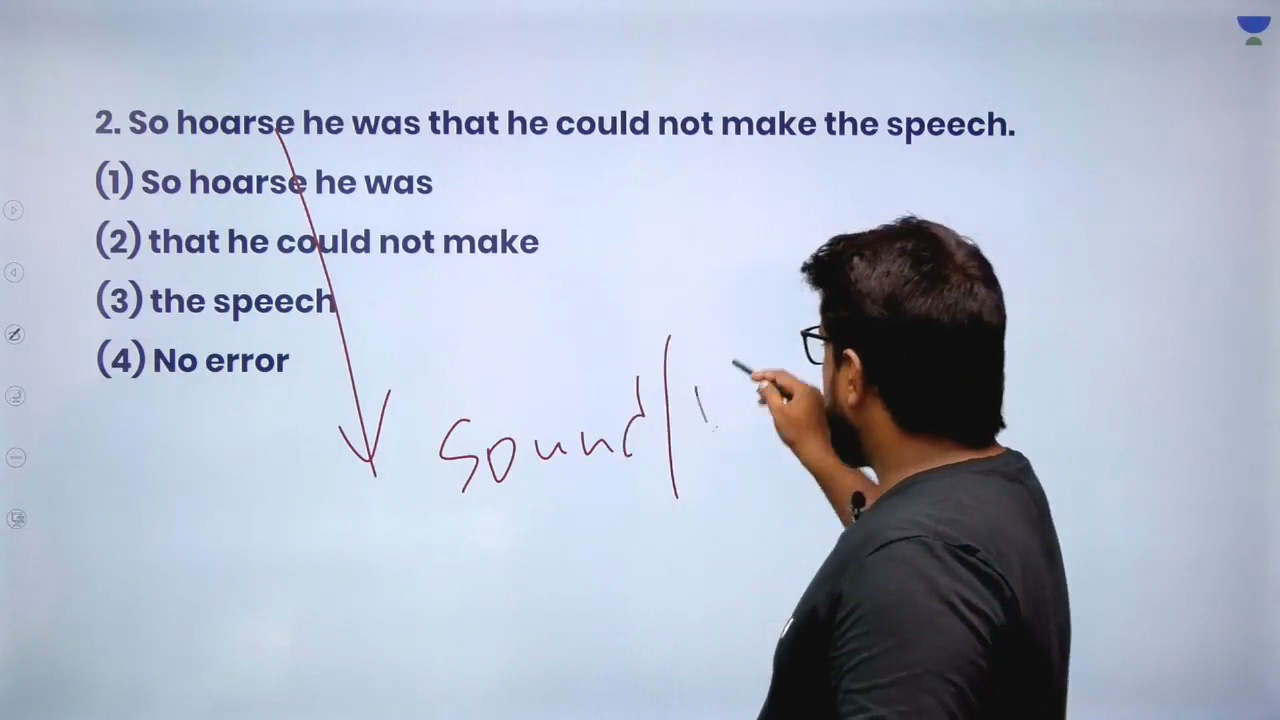 2. So hoarse he was that he could not make the speech.
(1) So hoarse he was
(2) that he could not make
(3) the speech
(4) No error
Sound